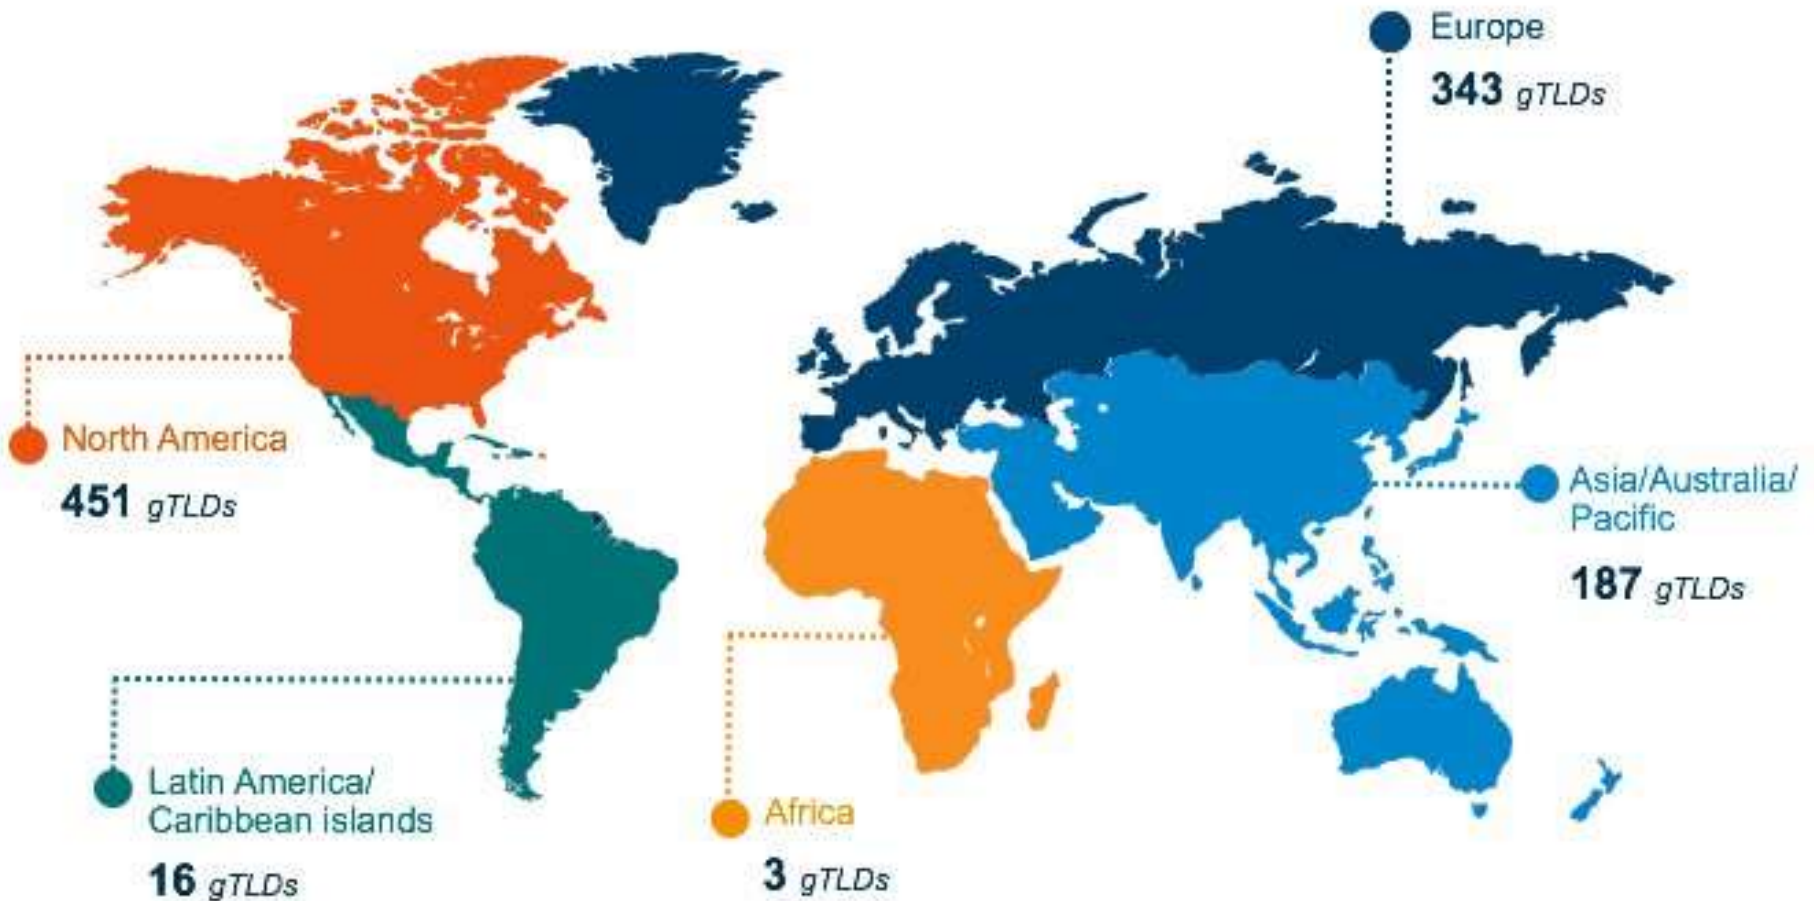 Europe
343 gTLDs
North America
451 gTLDs
Asia/Australia/
Pacific
187 gTLDs
Latin America/
Caribbean islands
16 gTLDs
Africa
3 gTLDs